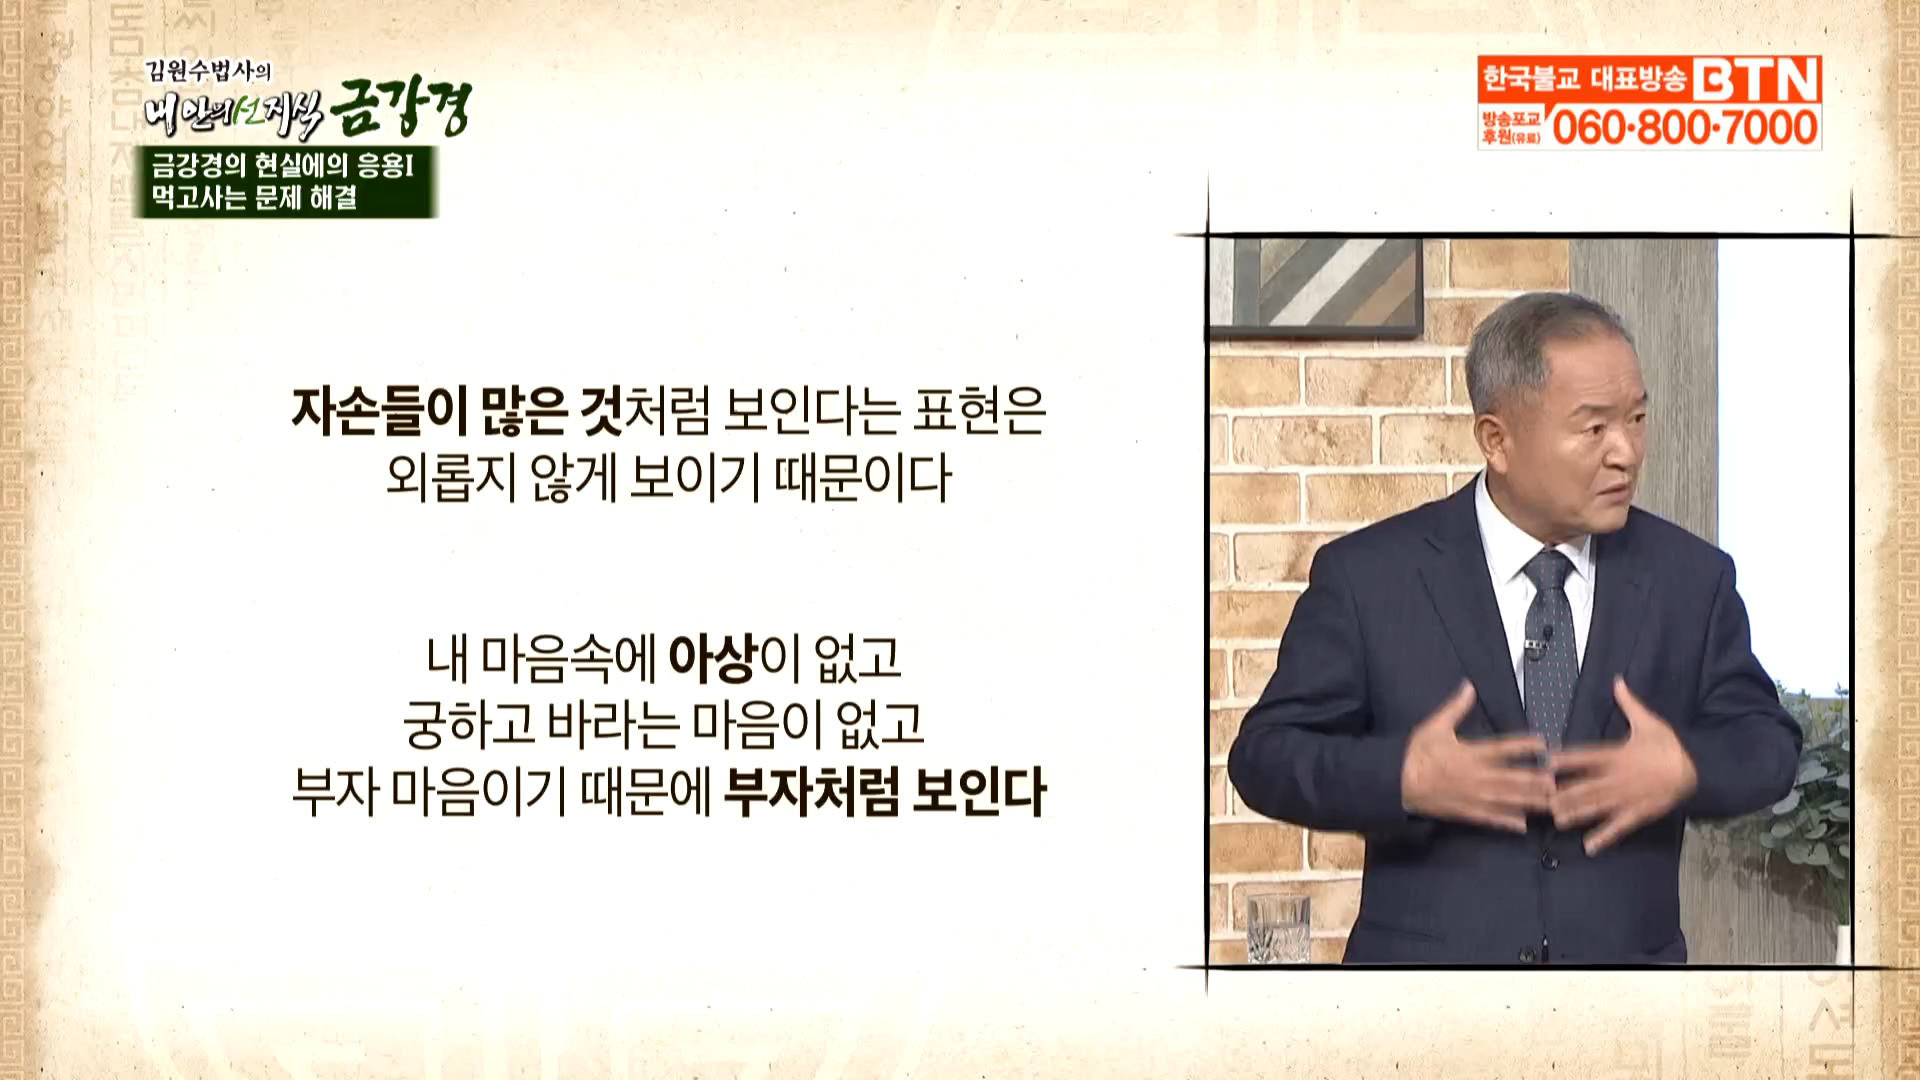 김원수법사의
내 안의 선지식 금강경
금강경의 현실에의 응용I
먹고사는 문제 해결
한국불교 대표방송 BTN
방송포교
후원(유료)
060·800·7000
자손들이 많은 것처럼 보인다는 표현은
외롭지 않게 보이기 때문이다
내 마음속에 아상이 없고
궁하고 바라는 마음이 없고
부자 마음이기 때문에 부자처럼 보인다